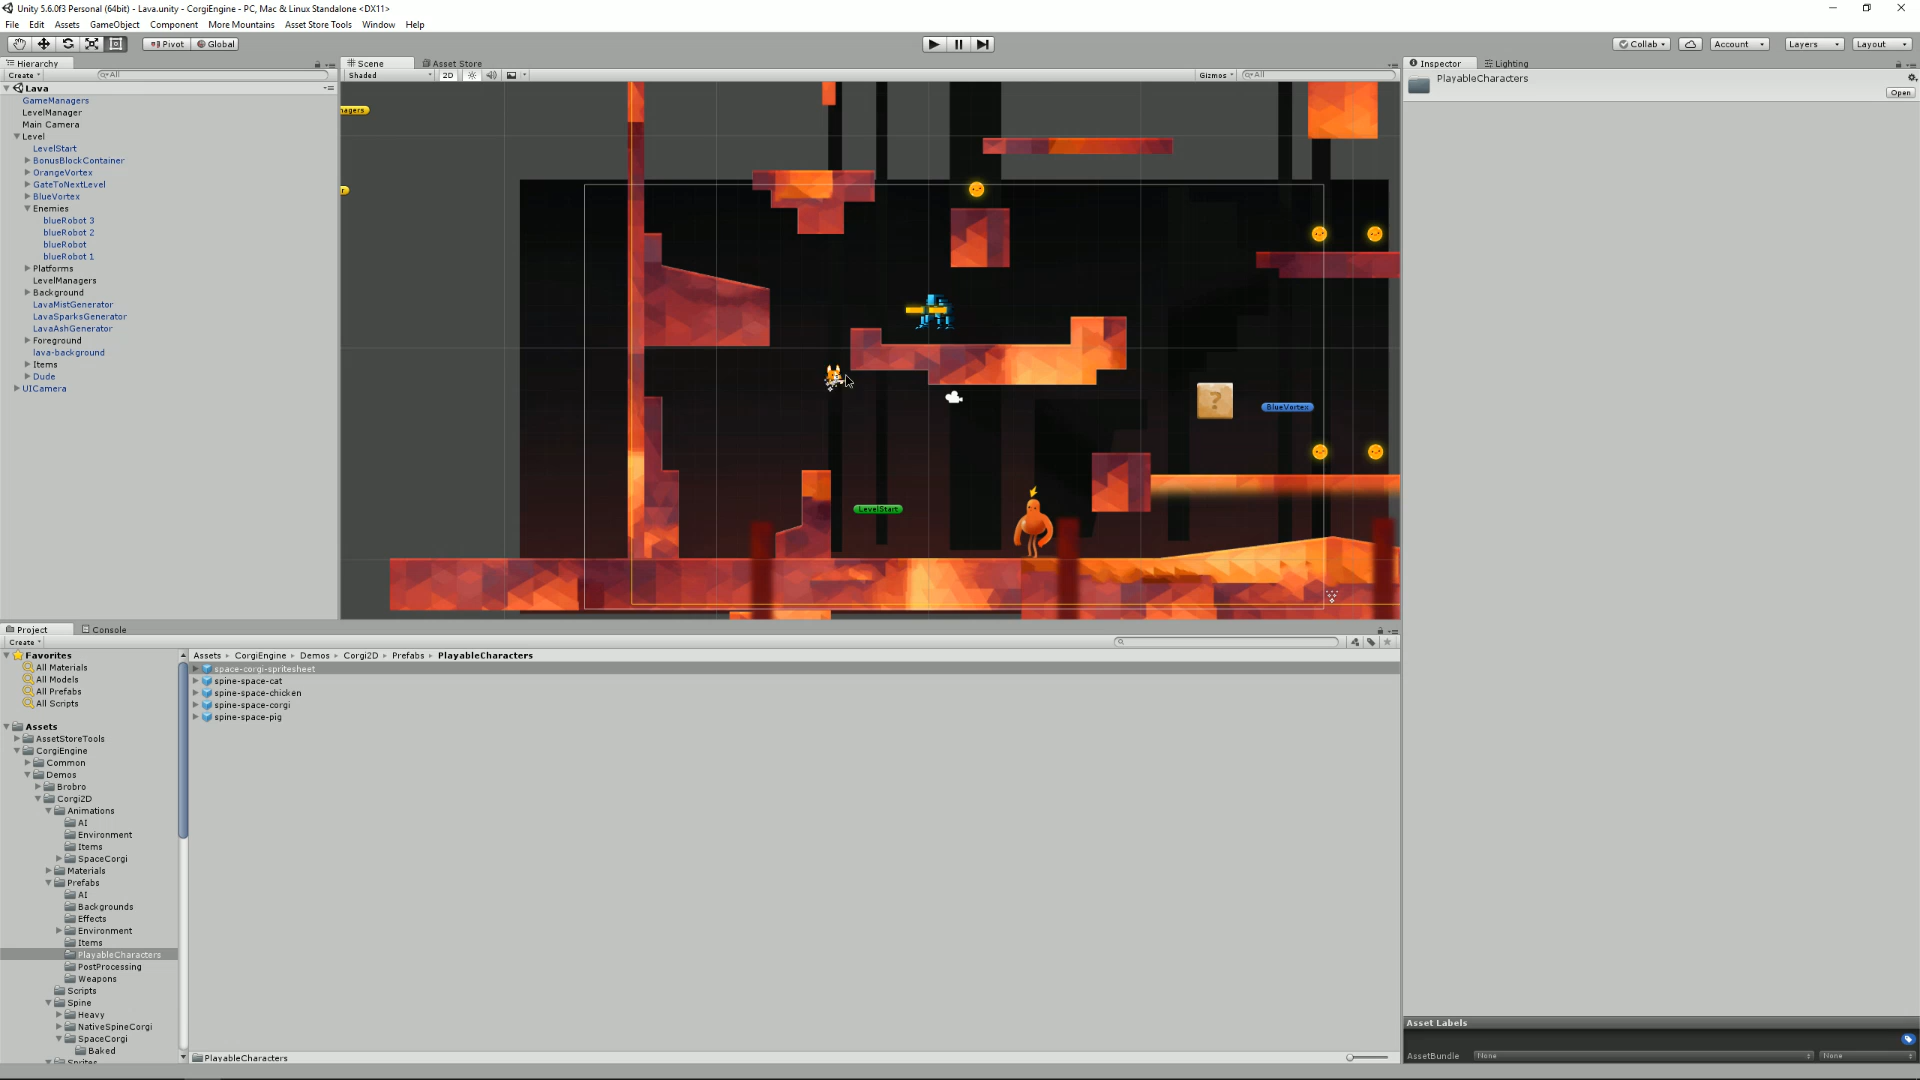 Unity 5.6.0f3 Personal (64bit) - Lava.unity - CorgiEngine - PC, Mac & Linux Standalone <DX11>
File Edit Assets GameObject Component More Mountains Asset Store Tools Window Help
Pivot Global Collab Account Layers Layout
Hierarchy
Create All
Lava
GameManagers
LevelManager
Main Camera
Level
LevelStart
BonusBlockContainer
OrangeVortex
GateToNextLevel
BlueVortex
Enemies
blueRobot 3
blueRobot 2
blueRobot
blueRobot 1
Platforms
LevelManagers
Background
LavaMistGenerator
LavaSparksGenerator
LavaAshGenerator
Foreground
lava-background
Items
Dude
UICamera
Scene Asset Store
Shaded 2D Gizmos All
nagers
r
?
BlueVortex
LevelStart
Inspector Lighting
PlayableCharacters
Open
Project Console
Create
Favorites
All Materials
All Models
All Prefabs
All Scripts
Assets
AssetStoreTools
CorgiEngine
Common
Demos
Brobro
Corgi2D
Animations
AI
Environment
Items
SpaceCorgi
Materials
Prefabs
AI
Backgrounds
Effects
Environment
Items
PlayableCharacters
PostProcessing
Weapons
Scripts
Spine
Heavy
NativeSpineCorgi
SpaceCorgi
Baked
Sprites
Assets CorgiEngine Demos Corgi2D Prefabs PlayableCharacters
space-corgi-spritesheet
spine-space-cat
spine-space-chicken
spine-space-corgi
spine-space-pig
PlayableCharacters
Asset Labels
AssetBundle None None